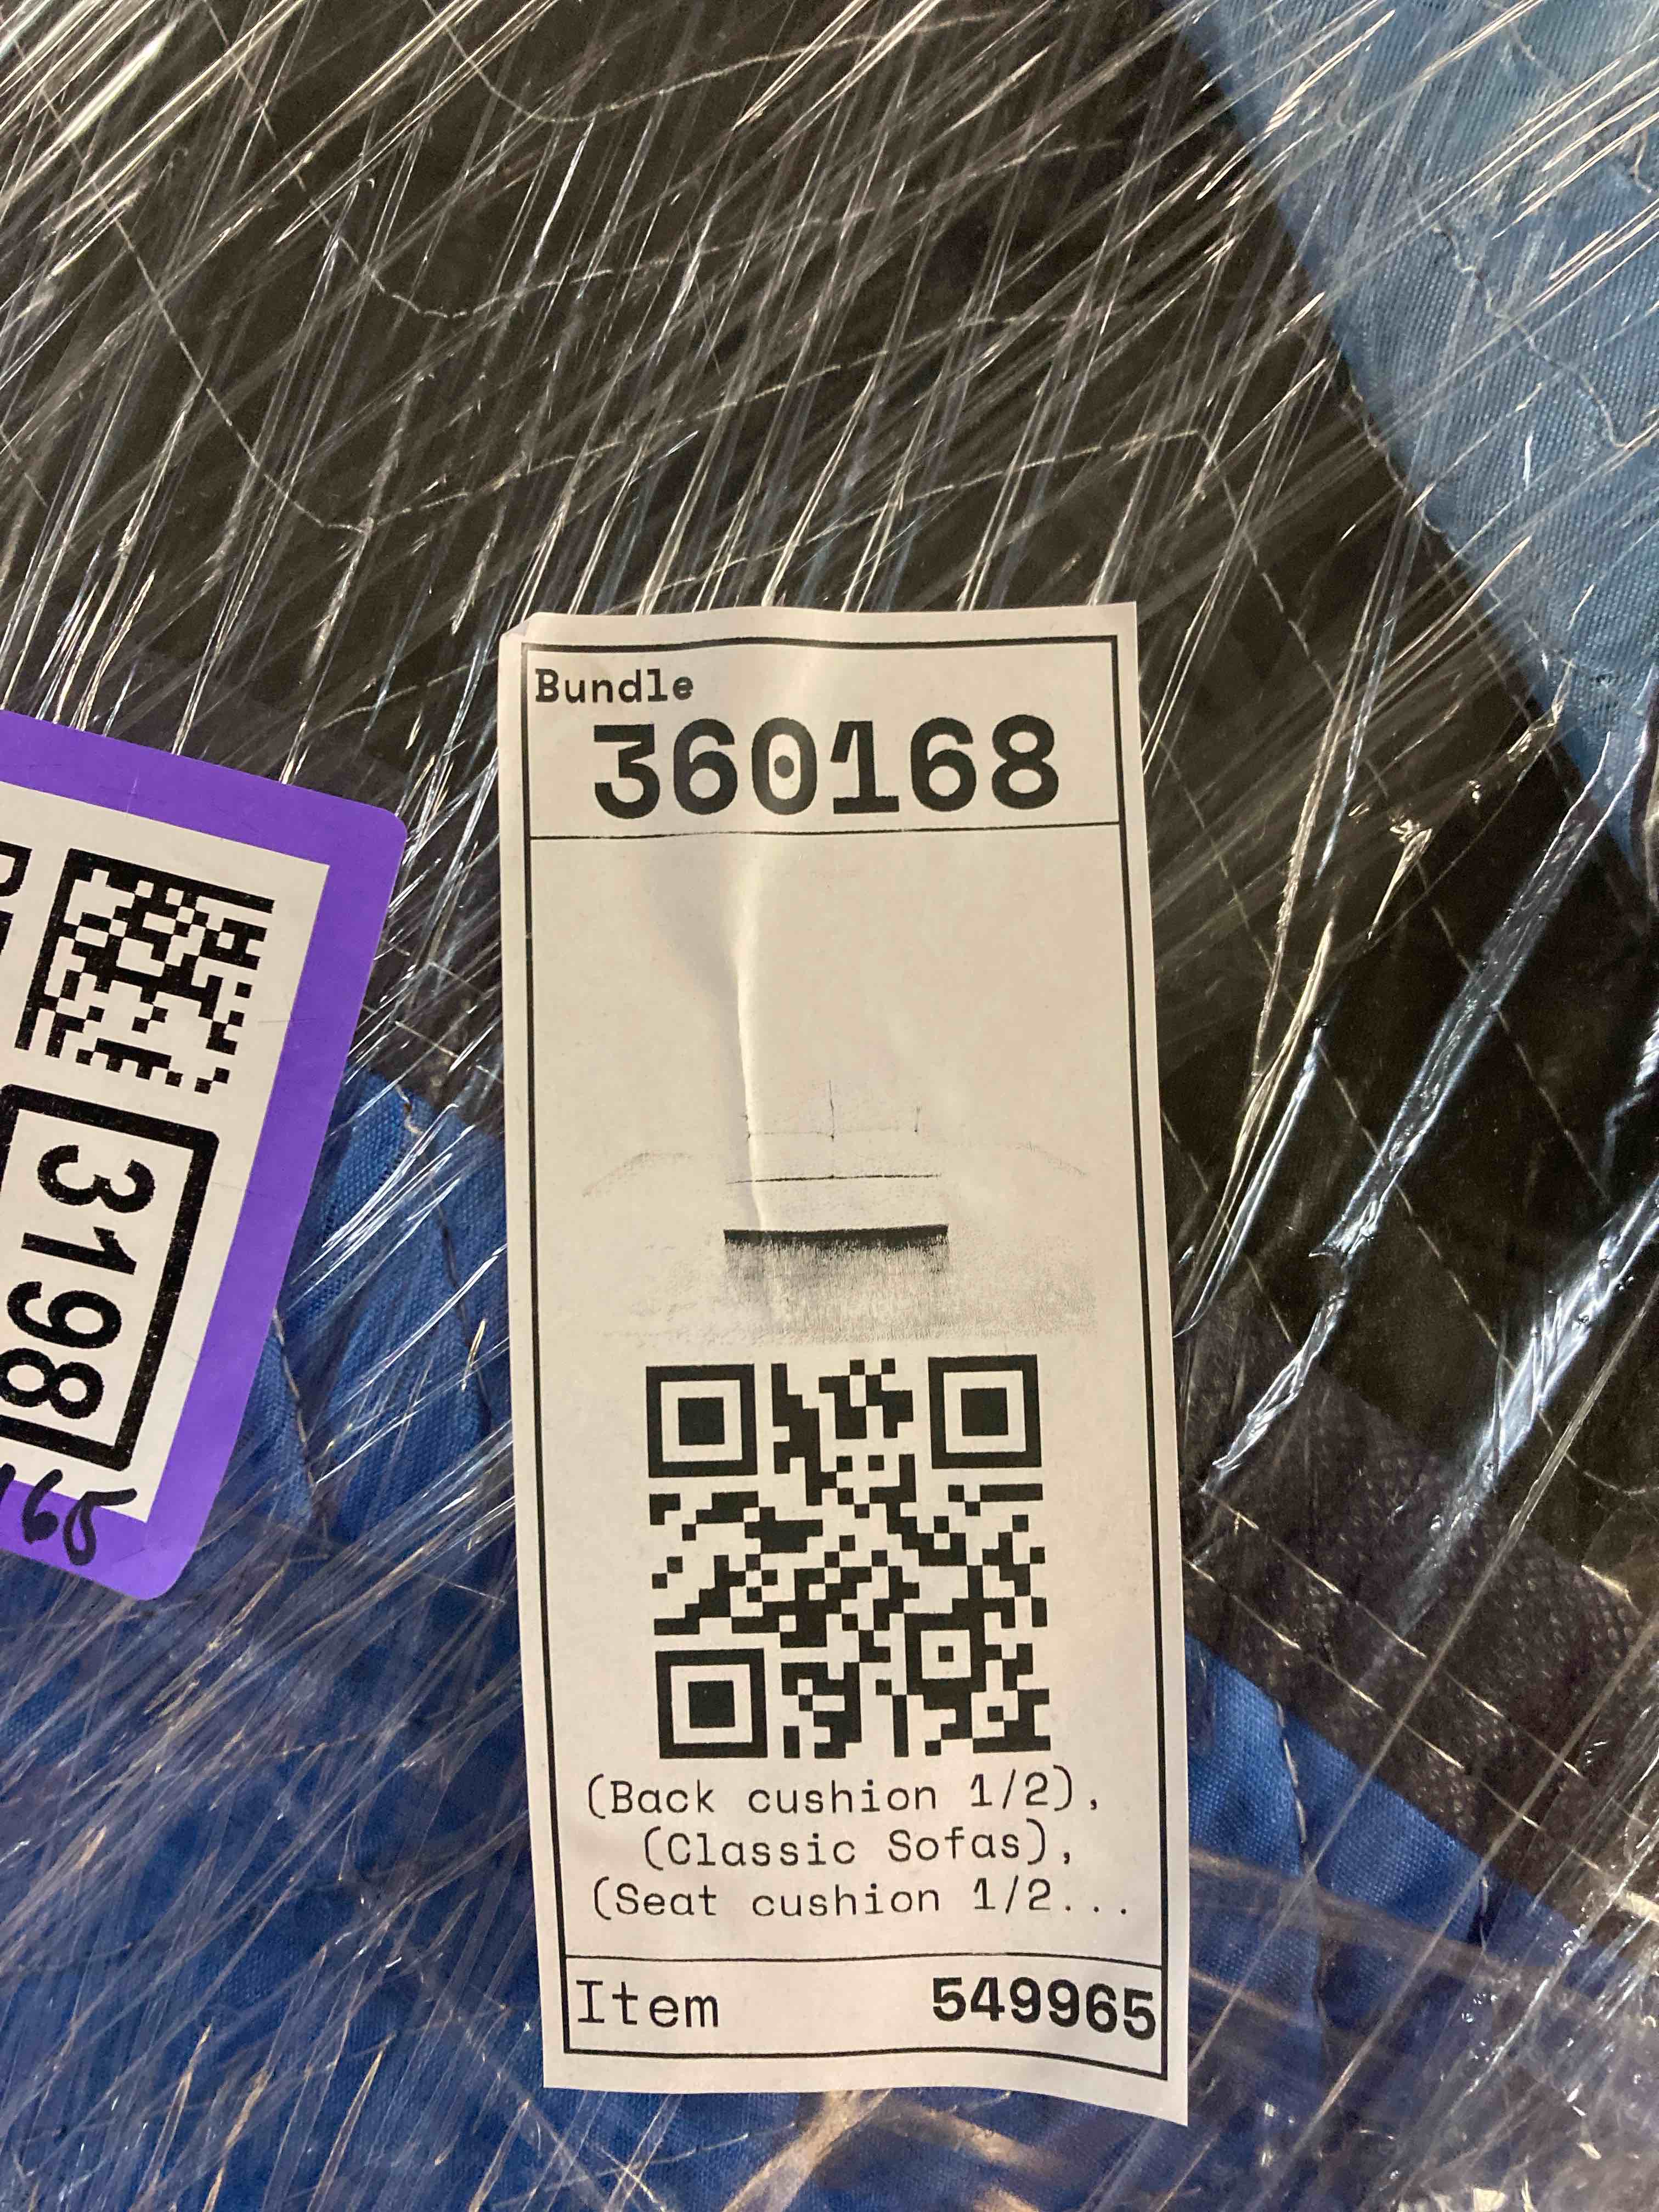 Bundle
360168
(Back cushion 1/2),
(Classic Sofas),
(Seat cushion 1/2...
Item 549965
3198